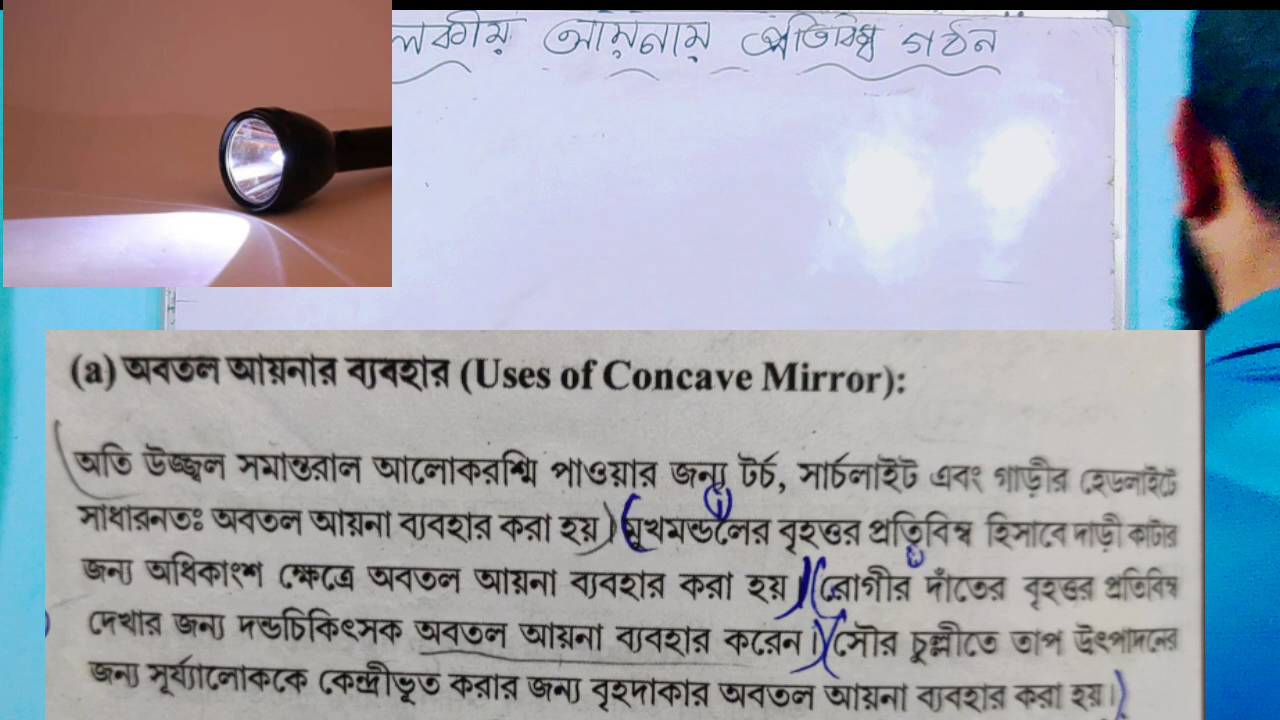 লকীয় আয়নায় প্রতিবিম্ব গঠন
(a) অবতল আয়নার ব্যবহার (Uses of Concave Mirror):
অতি উজ্জ্বল সমান্তরাল আলোকরশ্মি পাওয়ার জন্য টর্চ, সার্চলাইট এবং গাড়ীর হেডলাইটে
সাধারনতঃ অবতল আয়না ব্যবহার করা হয়) (মুখমন্ডলের বৃহত্তর প্রতিবিম্ব হিসাবে দাড়ী কাটার
জন্য অধিকাংশ ক্ষেত্রে অবতল আয়না ব্যবহার করা হয়।) (রোগীর দাঁতের বৃহত্তর প্রতিবিম্ব
দেখার জন্য দন্তচিকিৎসক অবতল আয়না ব্যবহার করেন।) (সৌর চুল্লীতে তাপ উৎপাদনের
জন্য সূর্য্যালোককে কেন্দ্রীভূত করার জন্য বৃহদাকার অবতল আয়না ব্যবহার করা হয়।)